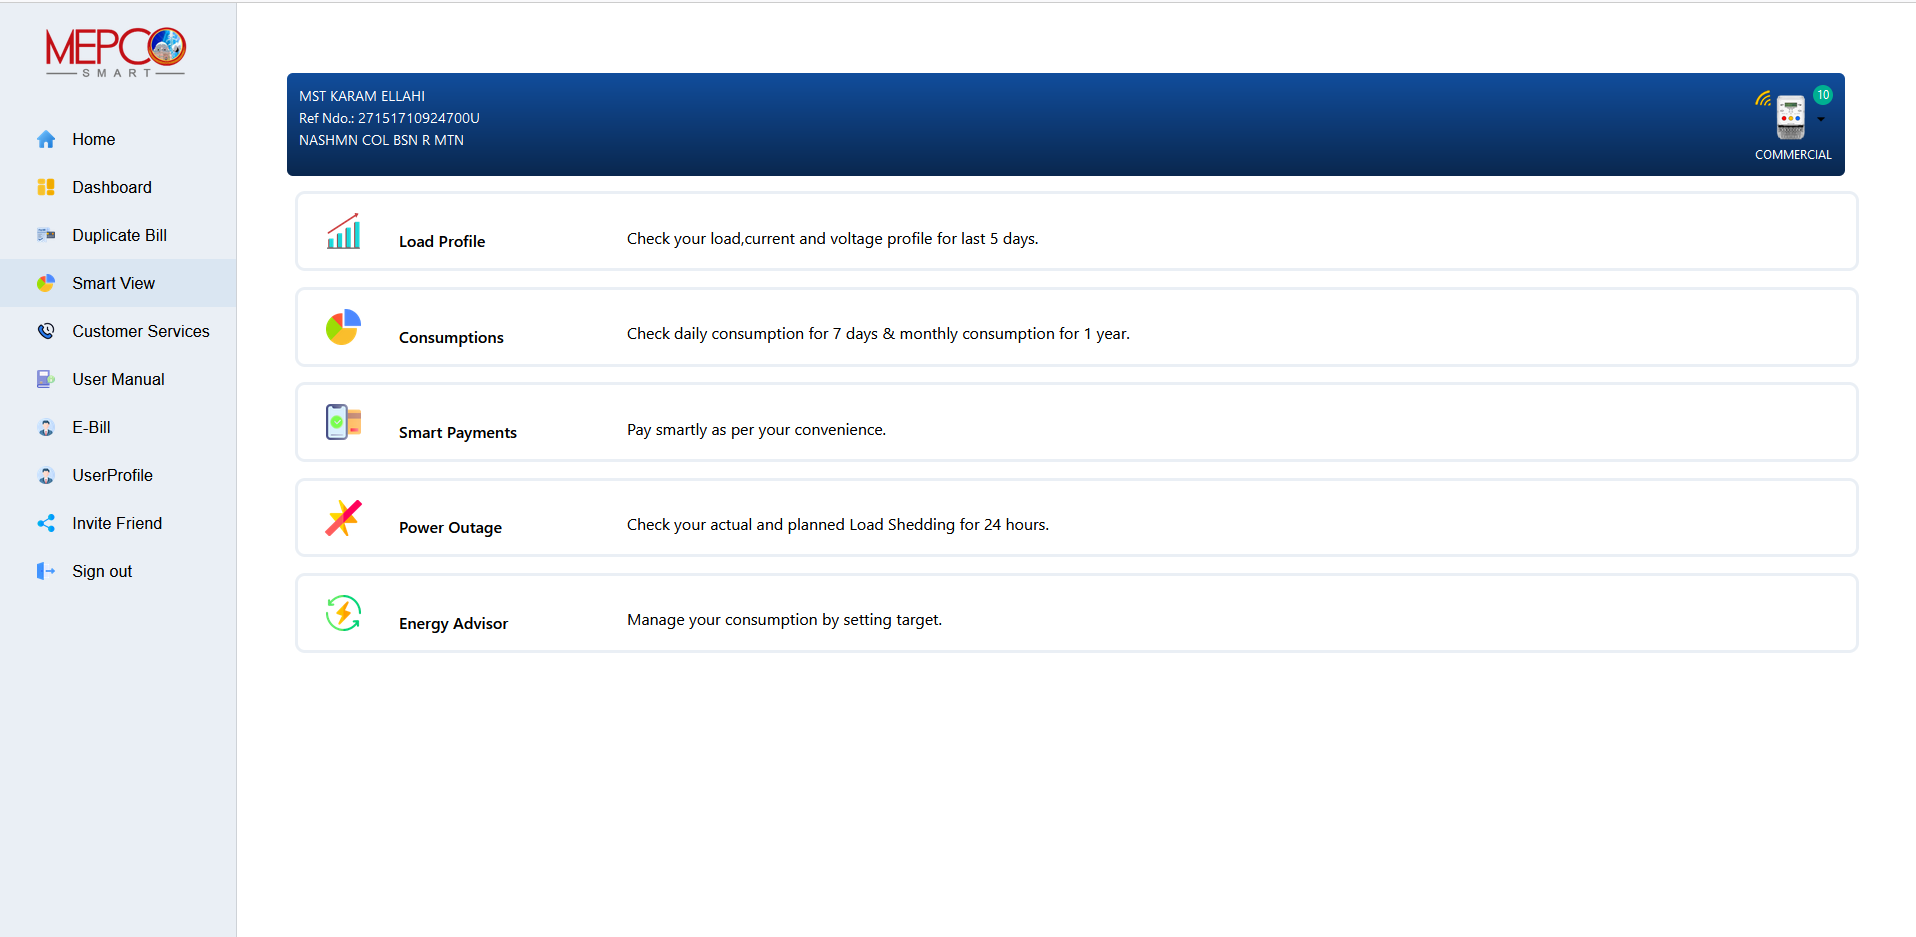 MEPCO
SMART
Home
Dashboard
Duplicate Bill
Smart View
Customer Services
User Manual
E-Bill
UserProfile
Invite Friend
Sign out
MST KARAM ELLAHI
Ref Ndo.: 27151710924700U
NASHMN COL BSN R MTN
10
COMMERCIAL
Load Profile
Check your load,current and voltage profile for last 5 days.
Consumptions
Check daily consumption for 7 days & monthly consumption for 1 year.
Smart Payments
Pay smartly as per your convenience.
Power Outage
Check your actual and planned Load Shedding for 24 hours.
Energy Advisor
Manage your consumption by setting target.